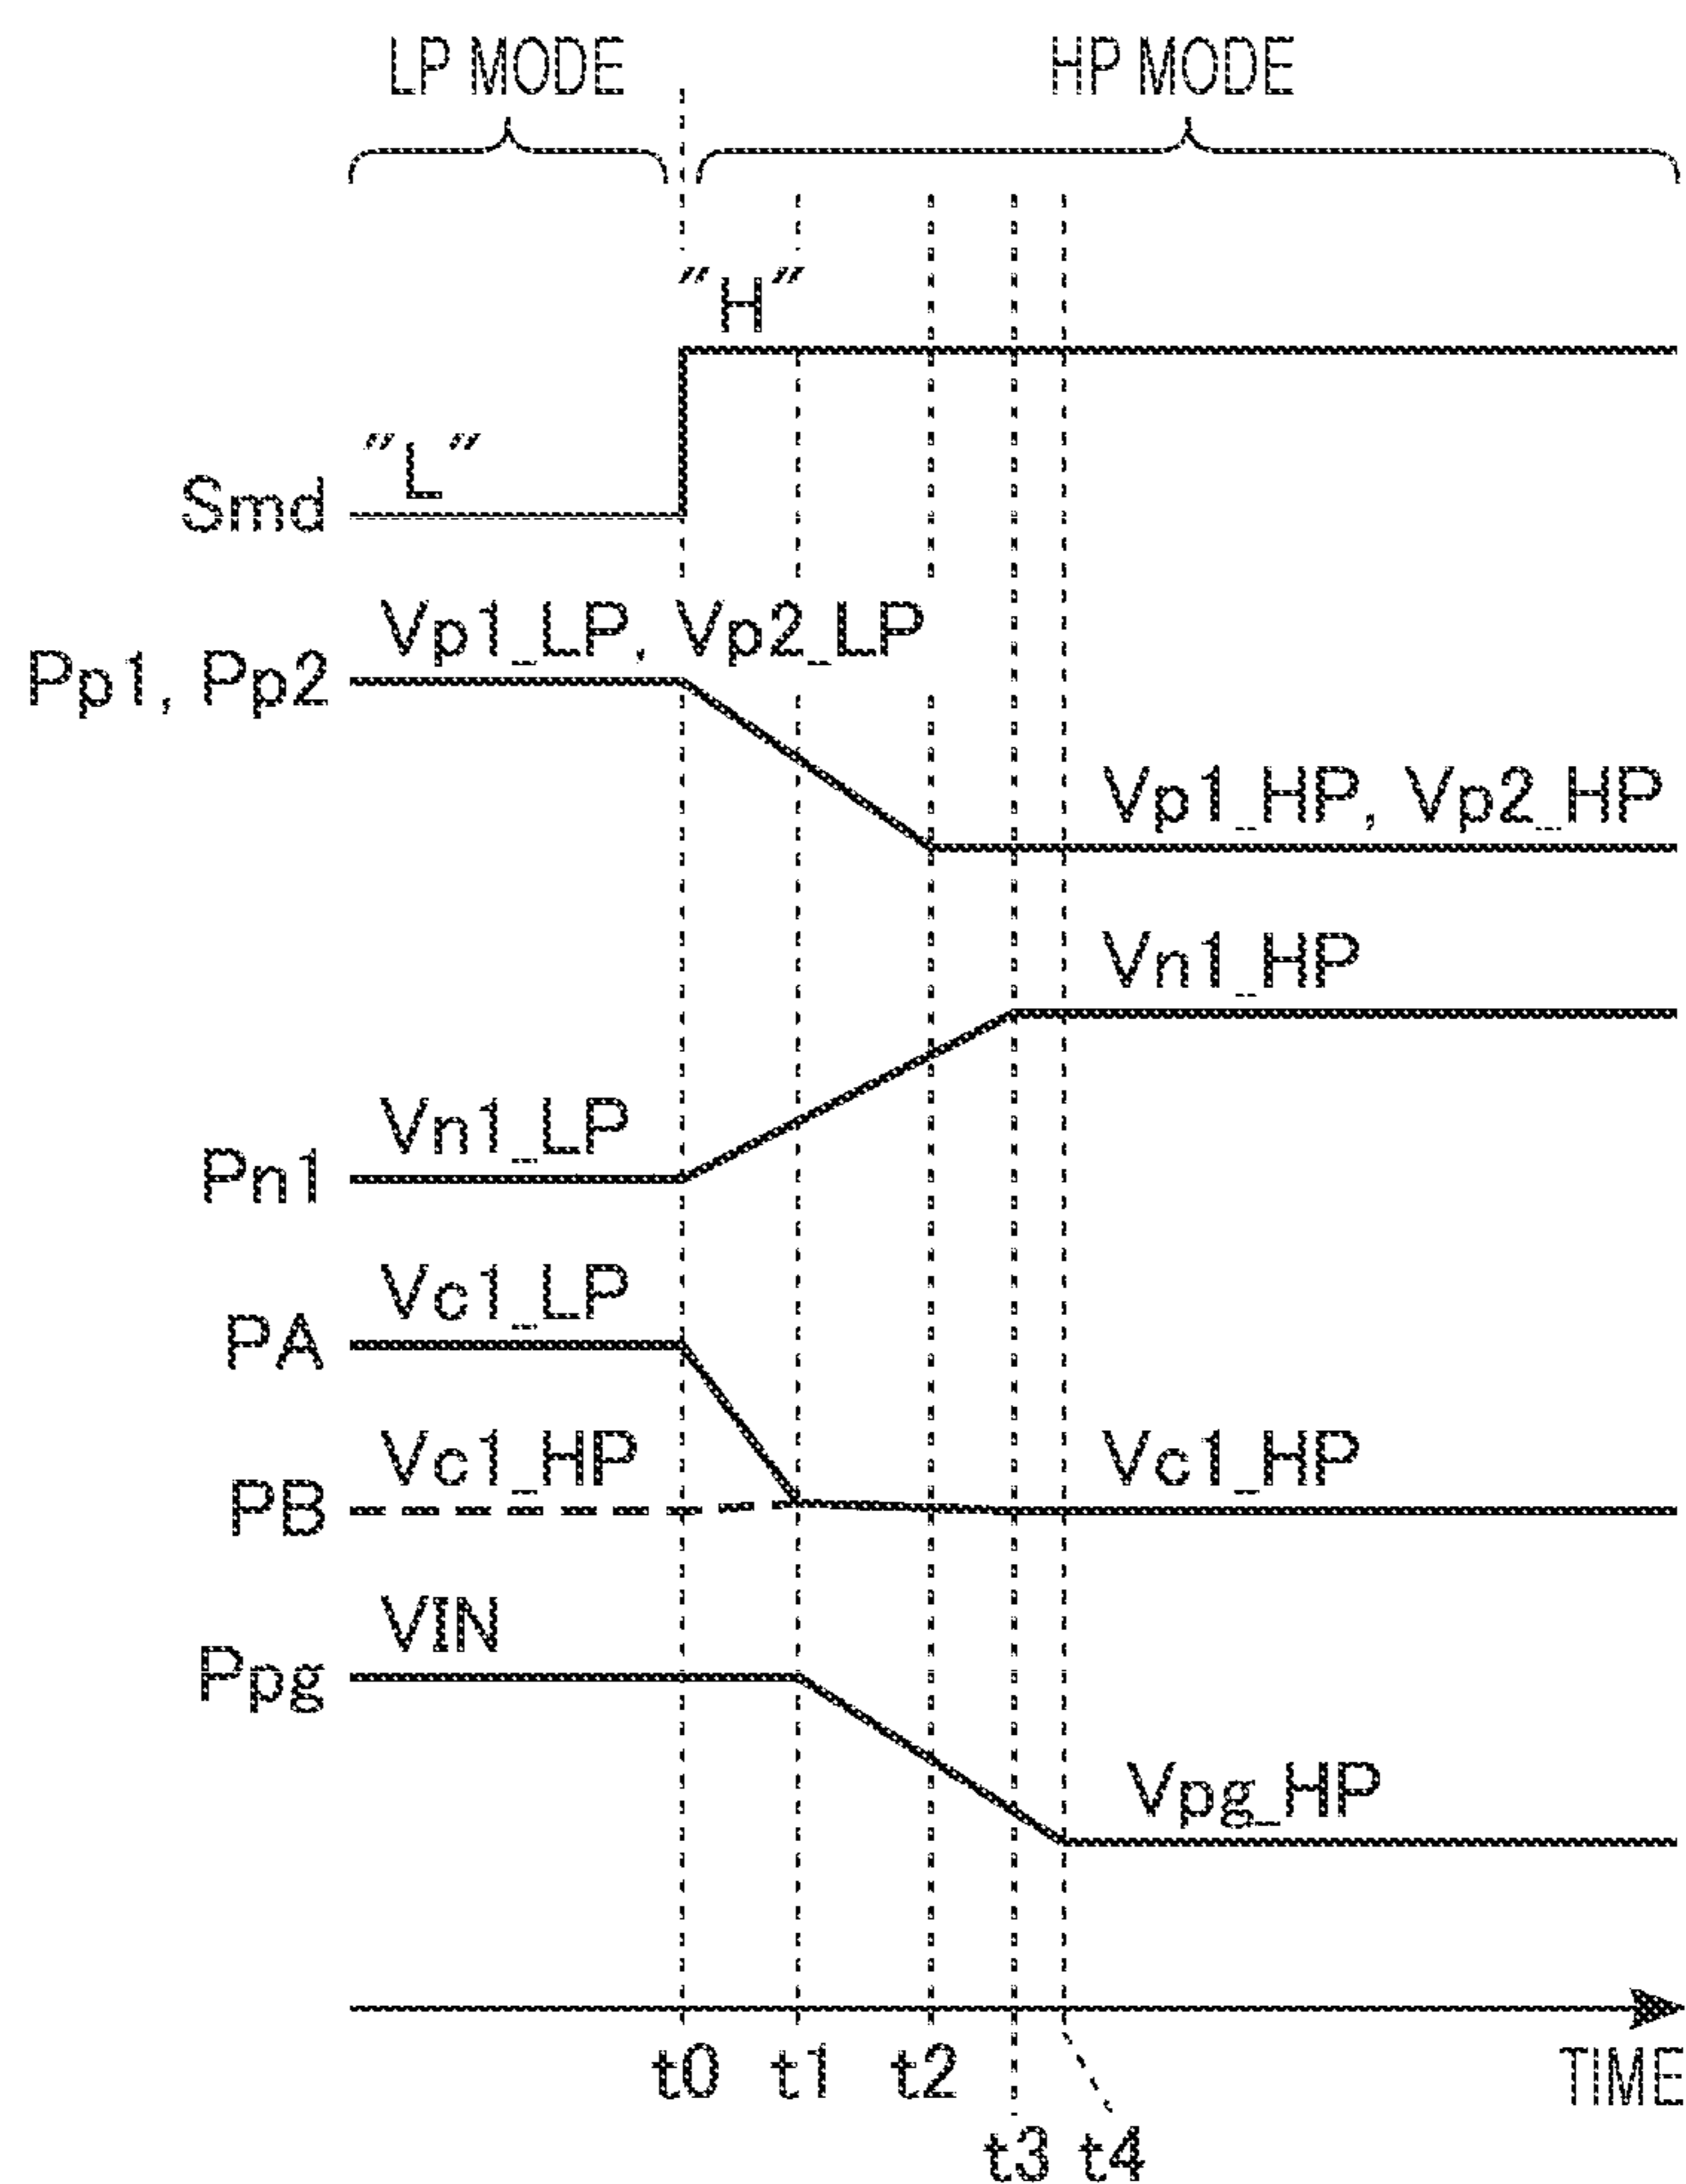 LP MODE HP MODE
"H"
Smd "L"
Vp1_LP, Vp2_LP
Pp1, Pp2
Vp1_HP, Vp2_HP
Vn1_HP
Vn1_LP
Pn1
Vc1_LP
PA
Vc1_HP Vc1_HP
PB
VIN
Ppg
Vpg_HP
t0 t1 t2 TIME
t3 t4